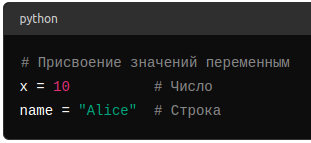 python
# Присвоение значений переменным
x = 10          # Число
name = "Alice"  # Строка